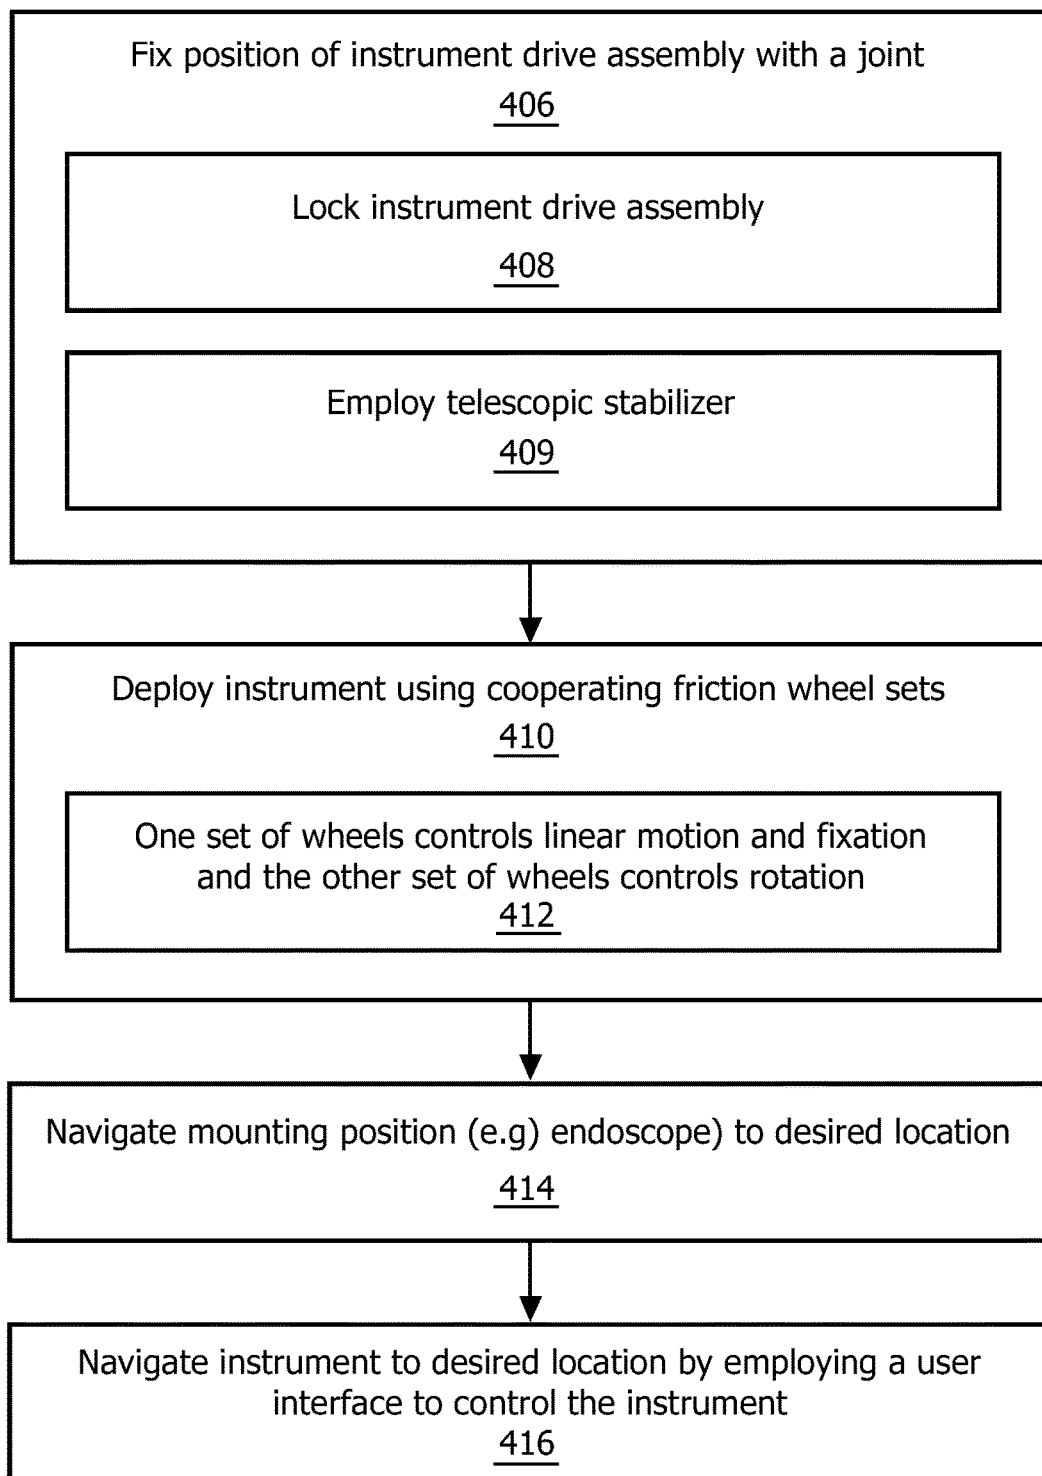 Fix position of instrument drive assembly with a joint
406
Lock instrument drive assembly
408
Employ telescopic stabilizer
409
Deploy instrument using cooperating friction wheel sets
410
One set of wheels controls linear motion and fixation
and the other set of wheels controls rotation
412
Navigate mounting position (e.g) endoscope) to desired location
414
Navigate instrument to desired location by employing a user
interface to control the instrument
416